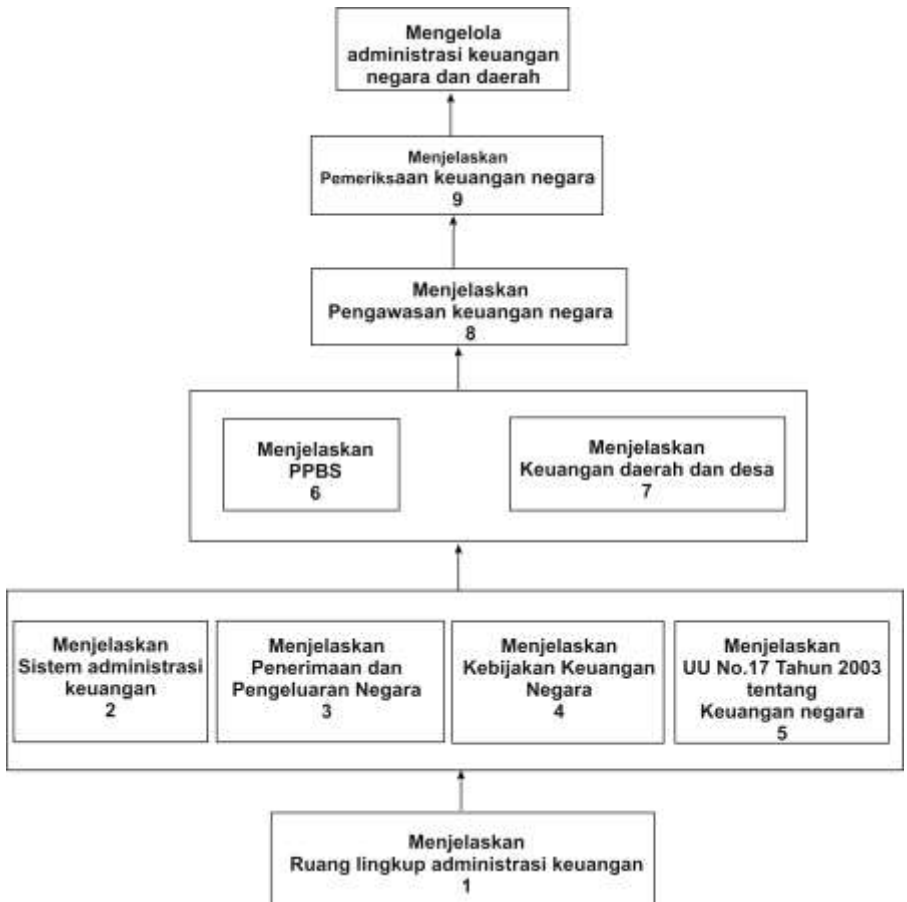 Mengelola
administrasi keuangan
negara dan daerah
Menjelaskan
Pemeriksaan keuangan negara
9
Menjelaskan
Pengawasan keuangan negara
8
Menjelaskan
PPBS
6
Menjelaskan
Keuangan daerah dan desa
7
Menjelaskan
Sistem administrasi
keuangan
2
Menjelaskan
Penerimaan dan
Pengeluaran Negara
3
Menjelaskan
Kebijakan Keuangan
Negara
4
Menjelaskan
UU No.17 Tahun 2003
tentang
Keuangan negara
5
Menjelaskan
Ruang lingkup administrasi keuangan
1